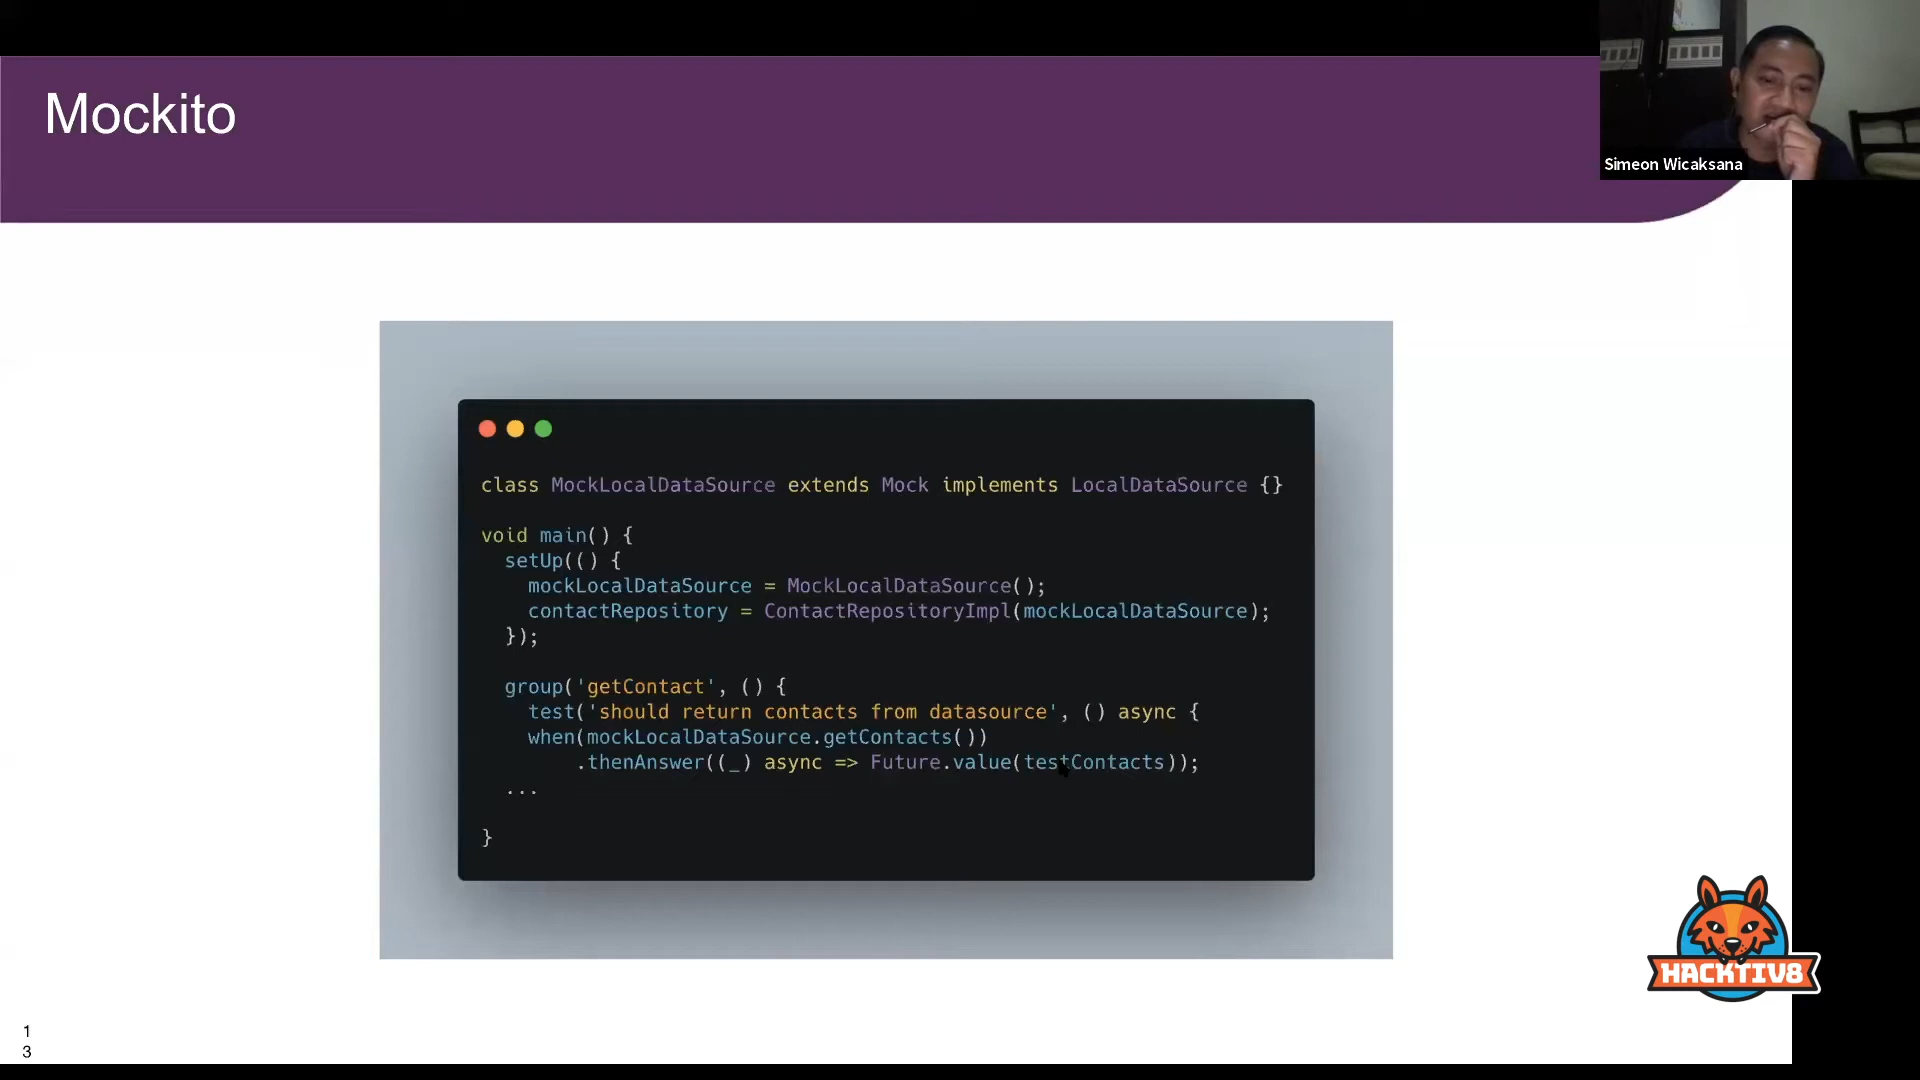 Mockito
Simeon Wicaksana
class MockLocalDataSource extends Mock implements LocalDataSource {}
void main() {
  setUp(() {
    mockLocalDataSource = MockLocalDataSource();
    contactRepository = ContactRepositoryImpl(mockLocalDataSource);
  });
  group('getContact', () {
    test('should return contacts from datasource', () async {
    when(mockLocalDataSource.getContacts())
        .thenAnswer((_) async => Future.value(testContacts));
  ...
}
HACKTIV8
1
3